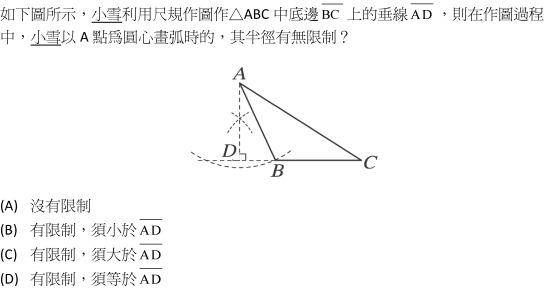 如下圖所示，小雪利用尺規作圖作△ABC 中底邊 BC 上的垂線 AD ，則在作圖過程
中，小雪以 A 點為圓心畫弧時的，其半徑有無限制？
A
D
B
C
(A) 沒有限制
(B) 有限制，須小於 AD
(C) 有限制，須大於 AD
(D) 有限制，須等於 AD